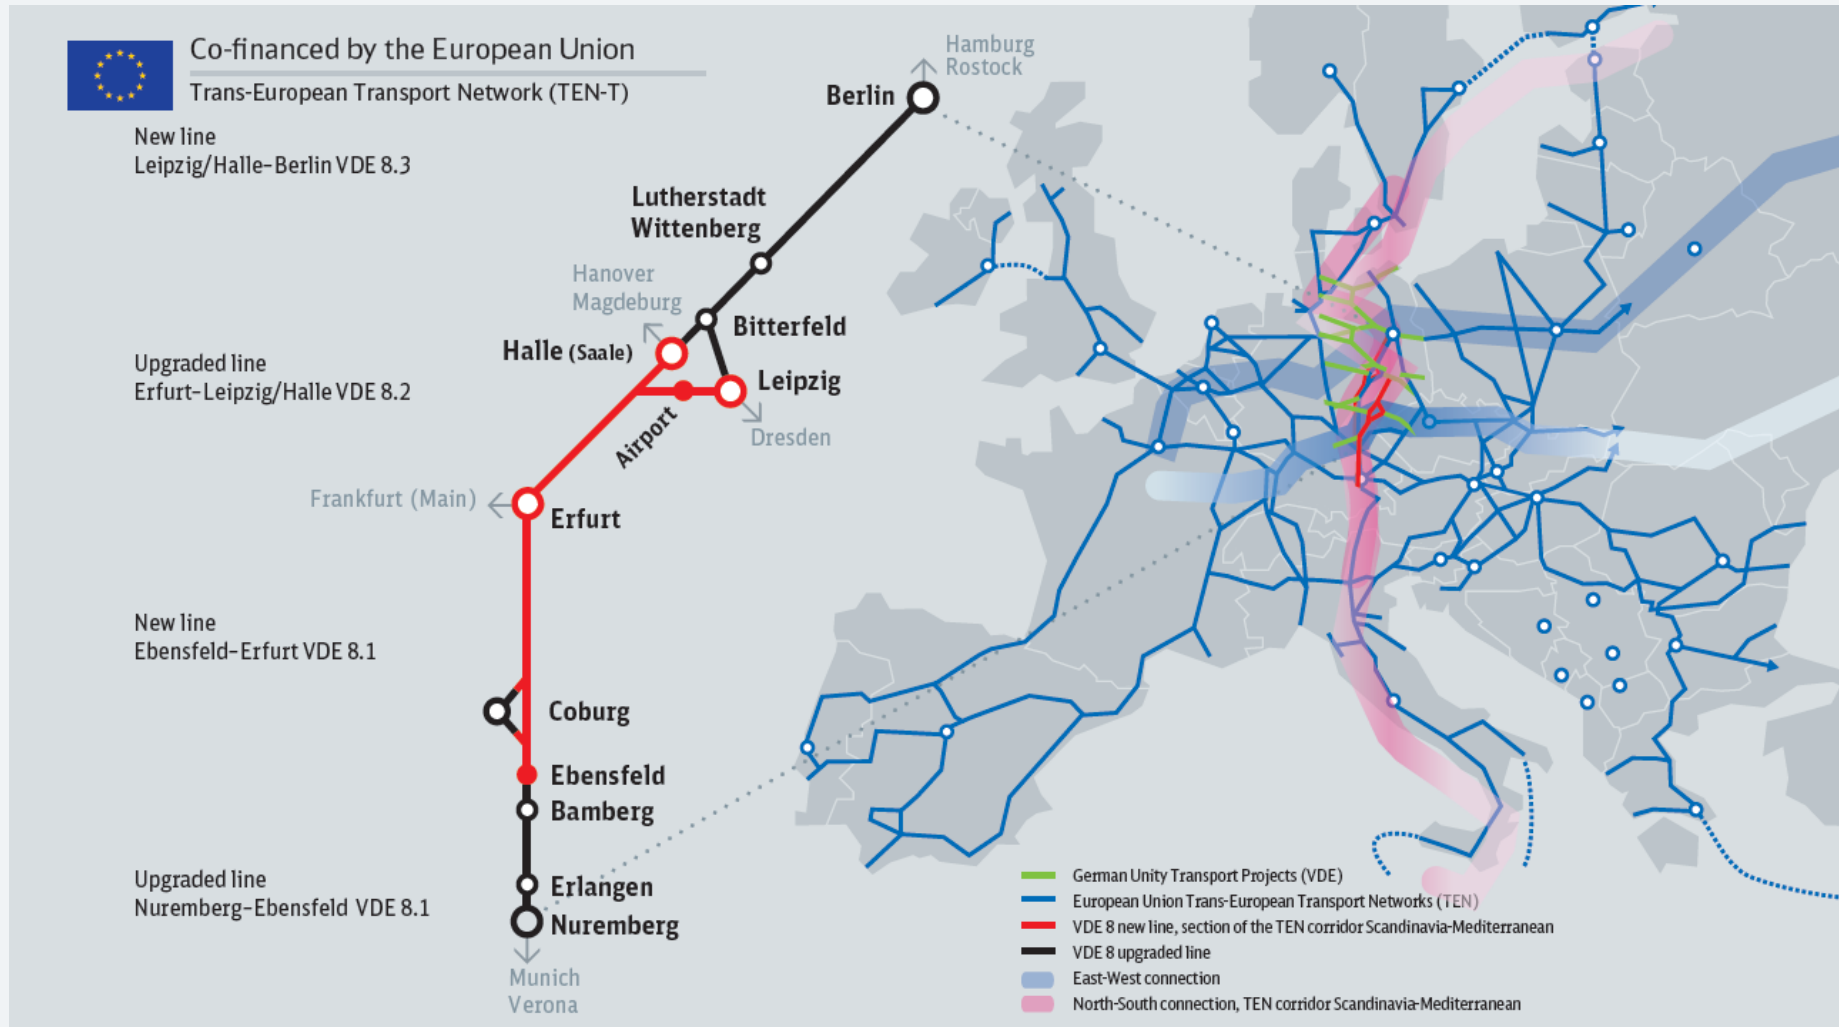 Co-financed by the European Union
Trans-European Transport Network (TEN-T)
New line
Leipzig/Halle-Berlin VDE 8.3
Upgraded line
Erfurt-Leipzig/Halle VDE 8.2
New line
Ebensfeld-Erfurt VDE 8.1
Upgraded line
Nuremberg-Ebensfeld VDE 8.1
Hamburg
Rostock
Berlin
Lutherstadt
Wittenberg
Hanover
Magdeburg
Bitterfeld
Halle (Saale)
Leipzig
Airport
Dresden
Frankfurt (Main)
Erfurt
Coburg
Ebensfeld
Bamberg
Erlangen
Nuremberg
Munich
Verona
German Unity Transport Projects (VDE)
European Union Trans-European Transport Networks (TEN)
VDE 8 new line, section of the TEN corridor Scandinavia-Mediterranean
VDE 8 upgraded line
East-West connection
North-South connection, TEN corridor Scandinavia-Mediterranean